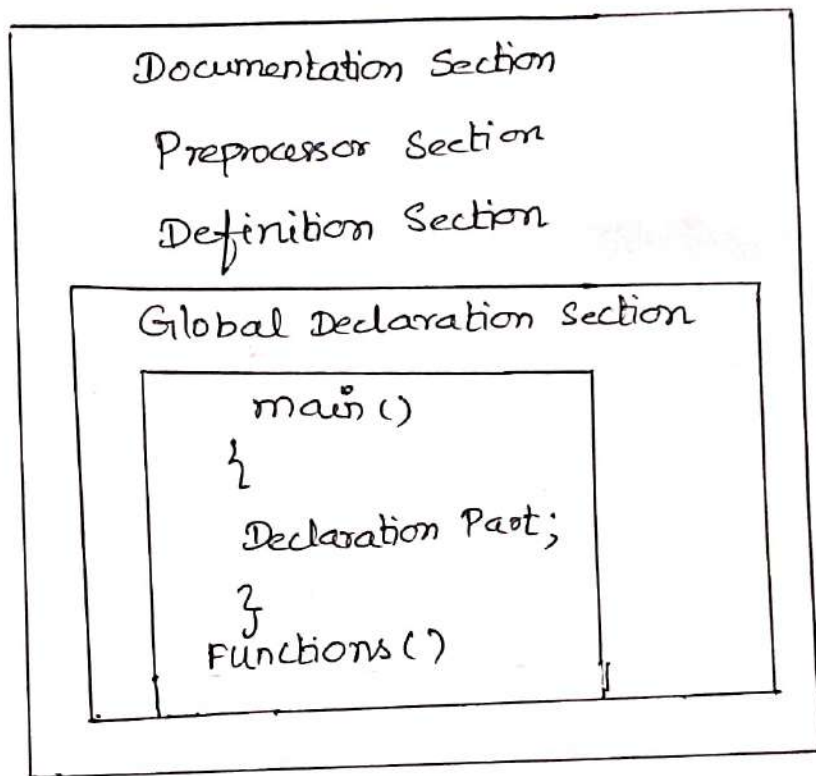 Documentation Section
Preprocessor Section
Definition Section
Global Declaration Section
main()
{
Declaration Part;
}
Functions()